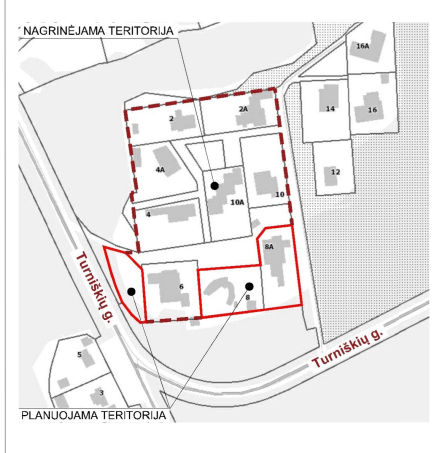 NAGRINĖJAMA TERITORIJA
16A
2
2A
14
16
4A
12
10
10A
4
8A
6
8
Turniškių g.
Turniškių g.
5
3
PLANUOJAMA TERITORIJA